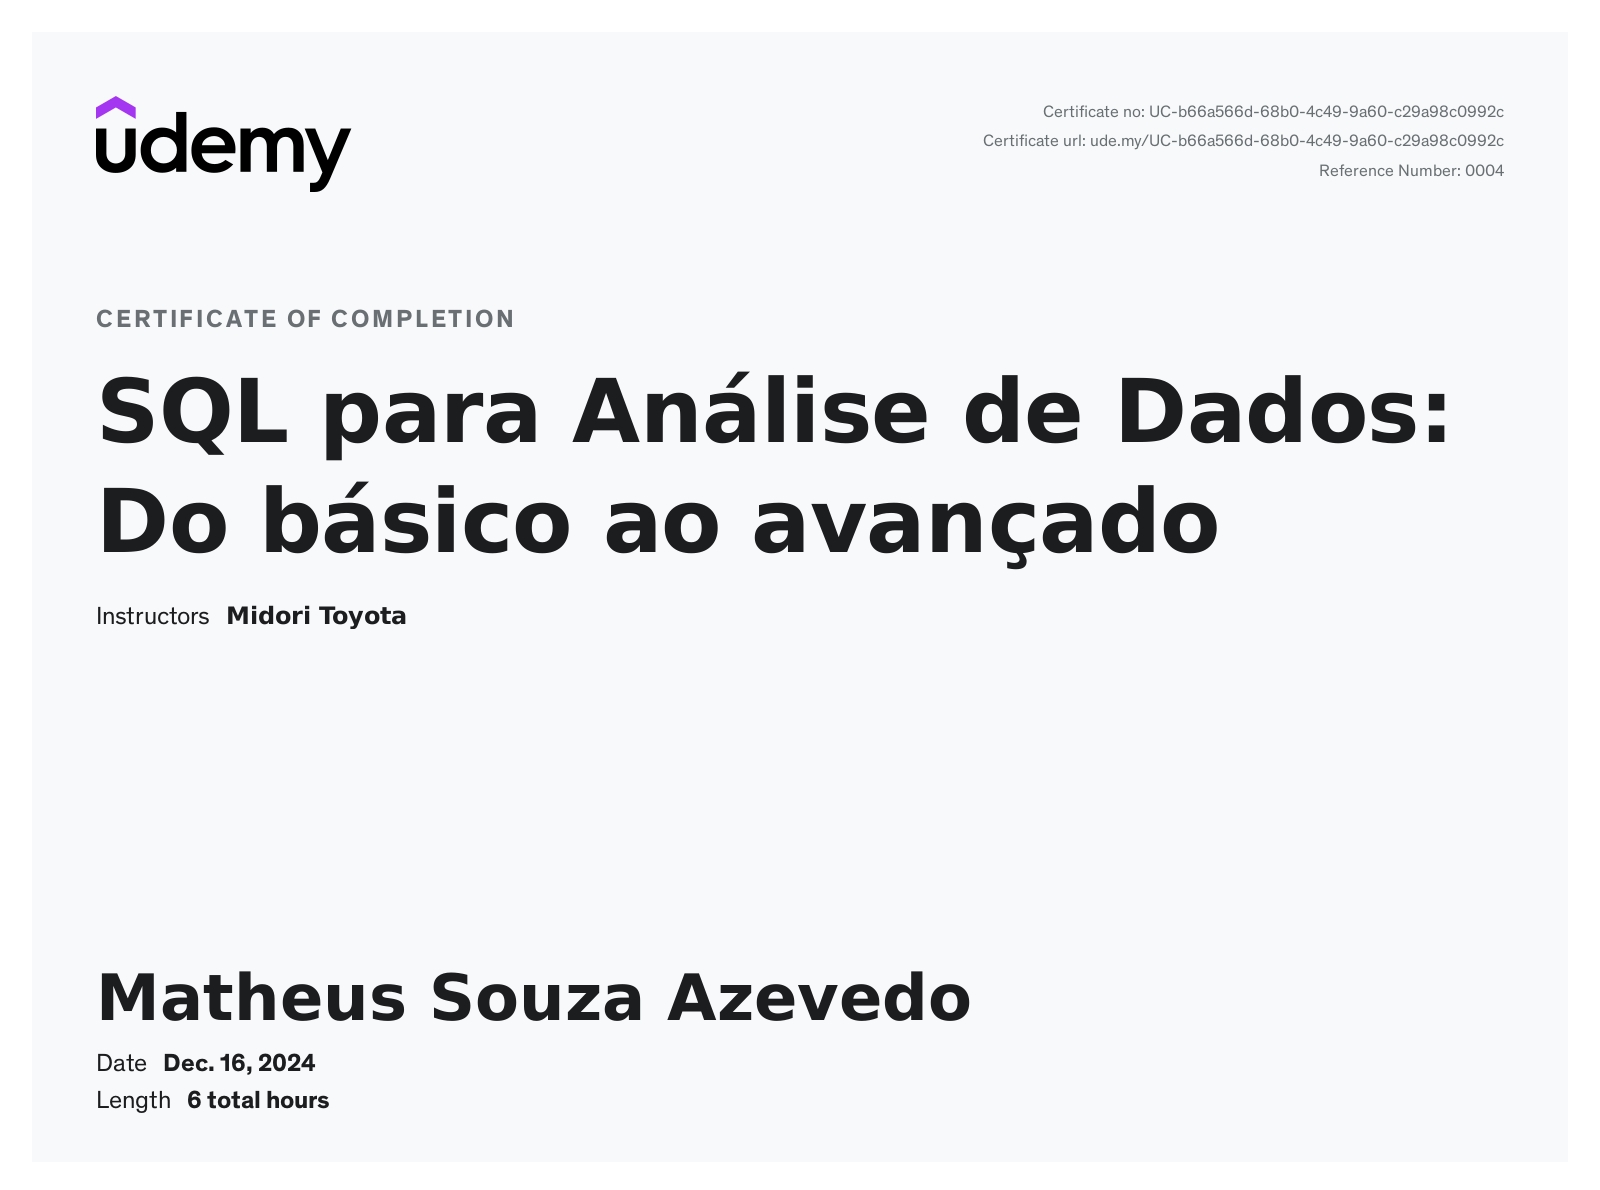 udemy
Certificate no: UC-b66a566d-68b0-4c49-9a60-c29a98c0992c
Certificate url: ude.my/UC-b66a566d-68b0-4c49-9a60-c29a98c0992c
Reference Number: 0004
CERTIFICATE OF COMPLETION
SQL para Análise de Dados:
Do básico ao avançado
Instructors Midori Toyota
Matheus Souza Azevedo
Date Dec. 16, 2024
Length 6 total hours